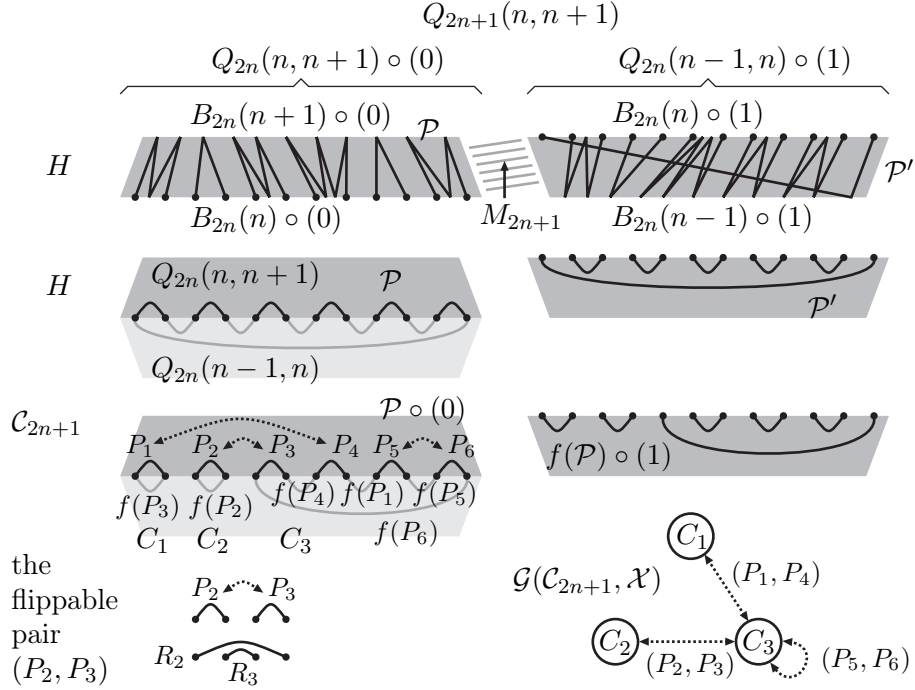 Q_{2n+1}(n, n + 1)
Q_{2n}(n, n + 1) ∘ (0)
Q_{2n}(n − 1, n) ∘ (1)
B_{2n}(n + 1) ∘ (0)
𝒫
B_{2n}(n) ∘ (1)
H
𝒫′
B_{2n}(n) ∘ (0)
M_{2n+1}
B_{2n}(n − 1) ∘ (1)
H
Q_{2n}(n, n + 1)
𝒫
𝒫′
Q_{2n}(n − 1, n)
𝒞_{2n+1}
𝒫 ∘ (0)
P_1 P_2 P_3 P_4 P_5 P_6
f(𝒫) ∘ (1)
f(P_3) f(P_2) f(P_4) f(P_1) f(P_5)
f(P_6)
C_1 C_2 C_3
the
flippable
pair
(P_2, P_3)
P_2 P_3
R_2
R_3
𝒢(𝒞_{2n+1}, 𝒳)
C_1
(P_1, P_4)
C_2
C_3
(P_2, P_3)
(P_5, P_6)